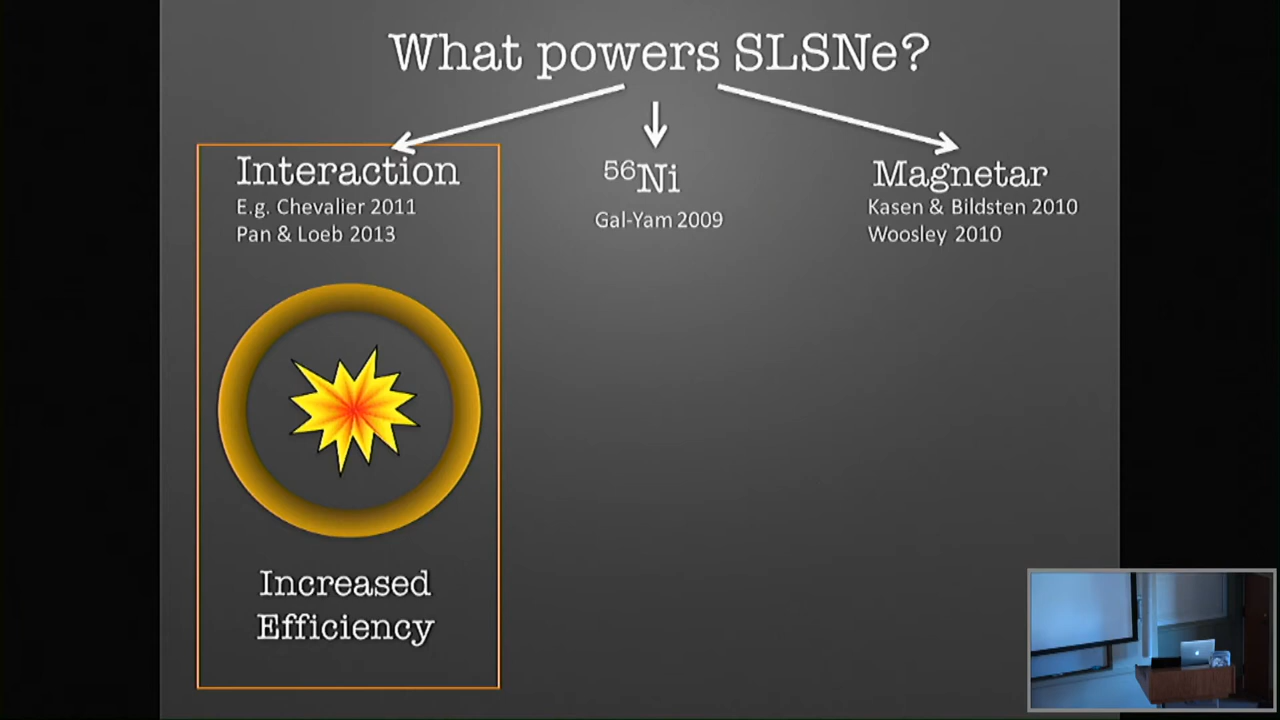 What powers SLSNe?
Interaction
E.g. Chevalier 2011
Pan & Loeb 2013
Increased
Efficiency
⁵⁶Ni
Gal-Yam 2009
Magnetar
Kasen & Bildsten 2010
Woosley 2010